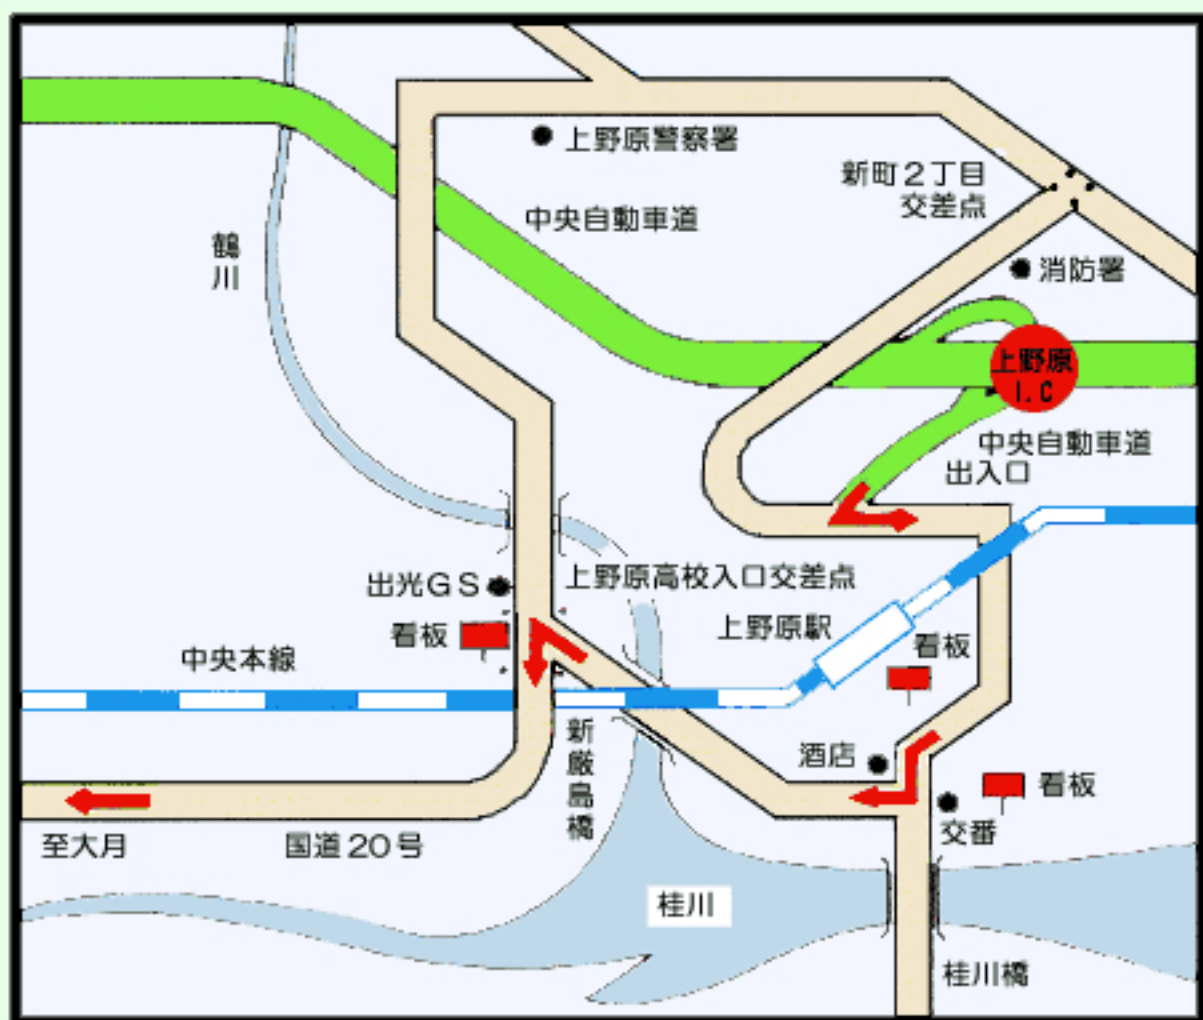 上野原警察署
新町２丁目
交差点
中央自動車道
鶴川
消防署
上野原
I.C
中央自動車道
出入口
出光ＧＳ
上野原高校入口交差点
看板
上野原駅
看板
中央本線
新厳島橋
酒店
看板
交番
至大月
国道20号
桂川
桂川橋